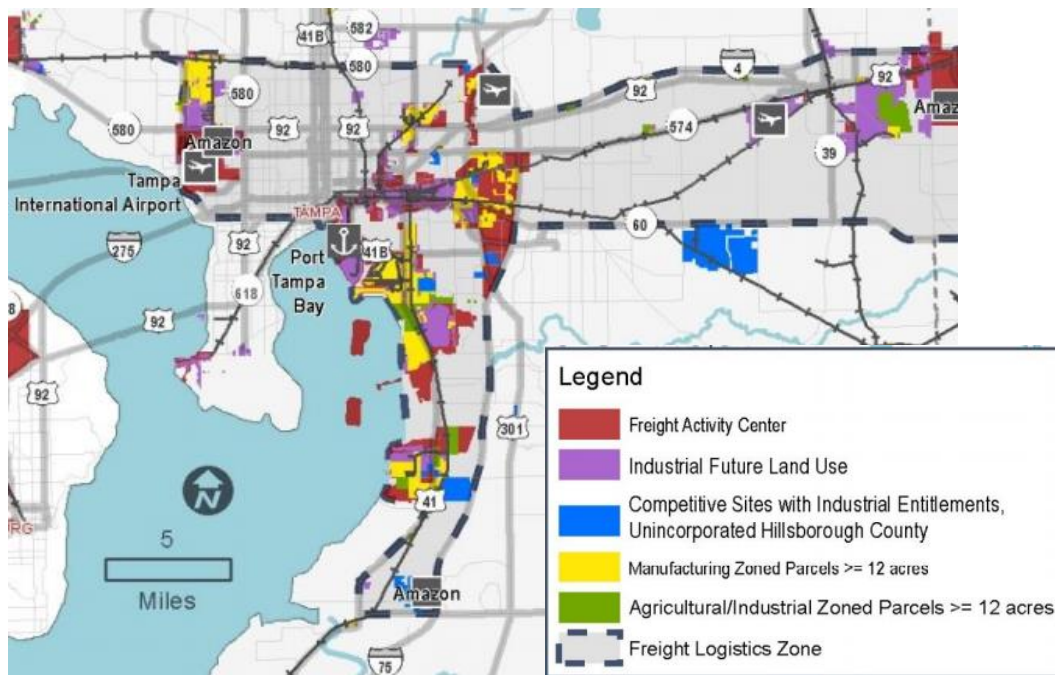 41B
582
580
580
580
92
92
92
4
92
Amaz
Amazon
574
39
Tampa
International Airport
TAMPA
60
275
92
Port
Tampa
Bay
41B
618
92
8
92
301
RG
N
5
Miles
41
Amazon
75
Legend
Freight Activity Center
Industrial Future Land Use
Competitive Sites with Industrial Entitlements,
Unincorporated Hillsborough County
Manufacturing Zoned Parcels >= 12 acres
Agricultural/Industrial Zoned Parcels >= 12 acres
Freight Logistics Zone